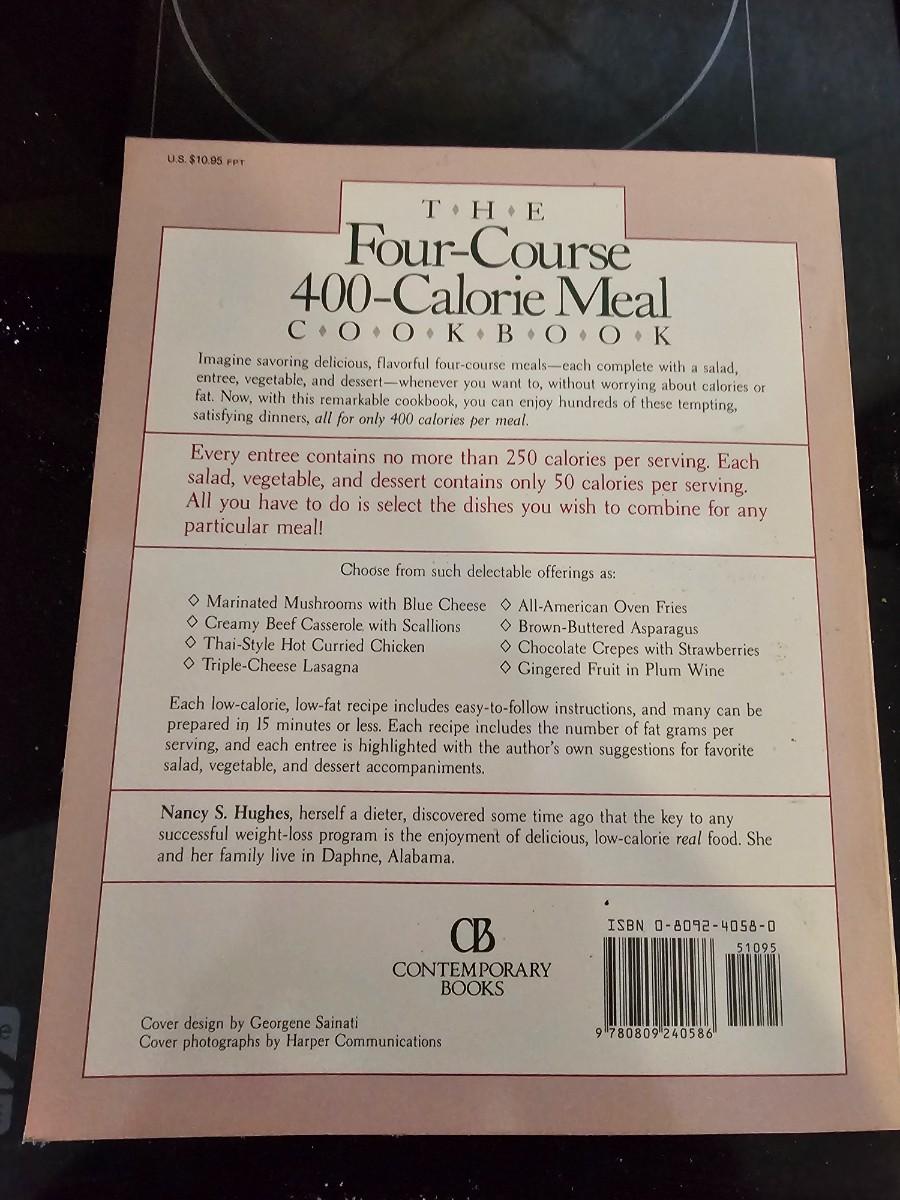 U.S. $10.95 FPT
T ◊ H ◊ E
Four-Course
400-Calorie Meal
C ◊ O ◊ O ◊ K ◊ B ◊ O ◊ O ◊ K
Imagine savoring delicious, flavorful four-course meals—each complete with a salad,
entree, vegetable, and dessert—whenever you want to, without worrying about calories or
fat. Now, with this remarkable cookbook, you can enjoy hundreds of these tempting,
satisfying dinners, all for only 400 calories per meal.
Every entree contains no more than 250 calories per serving. Each
salad, vegetable, and dessert contains only 50 calories per serving.
All you have to do is select the dishes you wish to combine for any
particular meal!
Choose from such delectable offerings as:
◊ Marinated Mushrooms with Blue Cheese
◊ Creamy Beef Casserole with Scallions
◊ Thai-Style Hot Curried Chicken
◊ Triple-Cheese Lasagna
◊ All-American Oven Fries
◊ Brown-Buttered Asparagus
◊ Chocolate Crepes with Strawberries
◊ Gingered Fruit in Plum Wine
Each low-calorie, low-fat recipe includes easy-to-follow instructions, and many can be
prepared in 15 minutes or less. Each recipe includes the number of fat grams per
serving, and each entree is highlighted with the author's own suggestions for favorite
salad, vegetable, and dessert accompaniments.
Nancy S. Hughes, herself a dieter, discovered some time ago that the key to any
successful weight-loss program is the enjoyment of delicious, low-calorie real food. She
and her family live in Daphne, Alabama.
CB
CONTEMPORARY
BOOKS
Cover design by Georgene Sainati
Cover photographs by Harper Communications
ISBN 0-8092-4058-0
51095
9 780809 240586